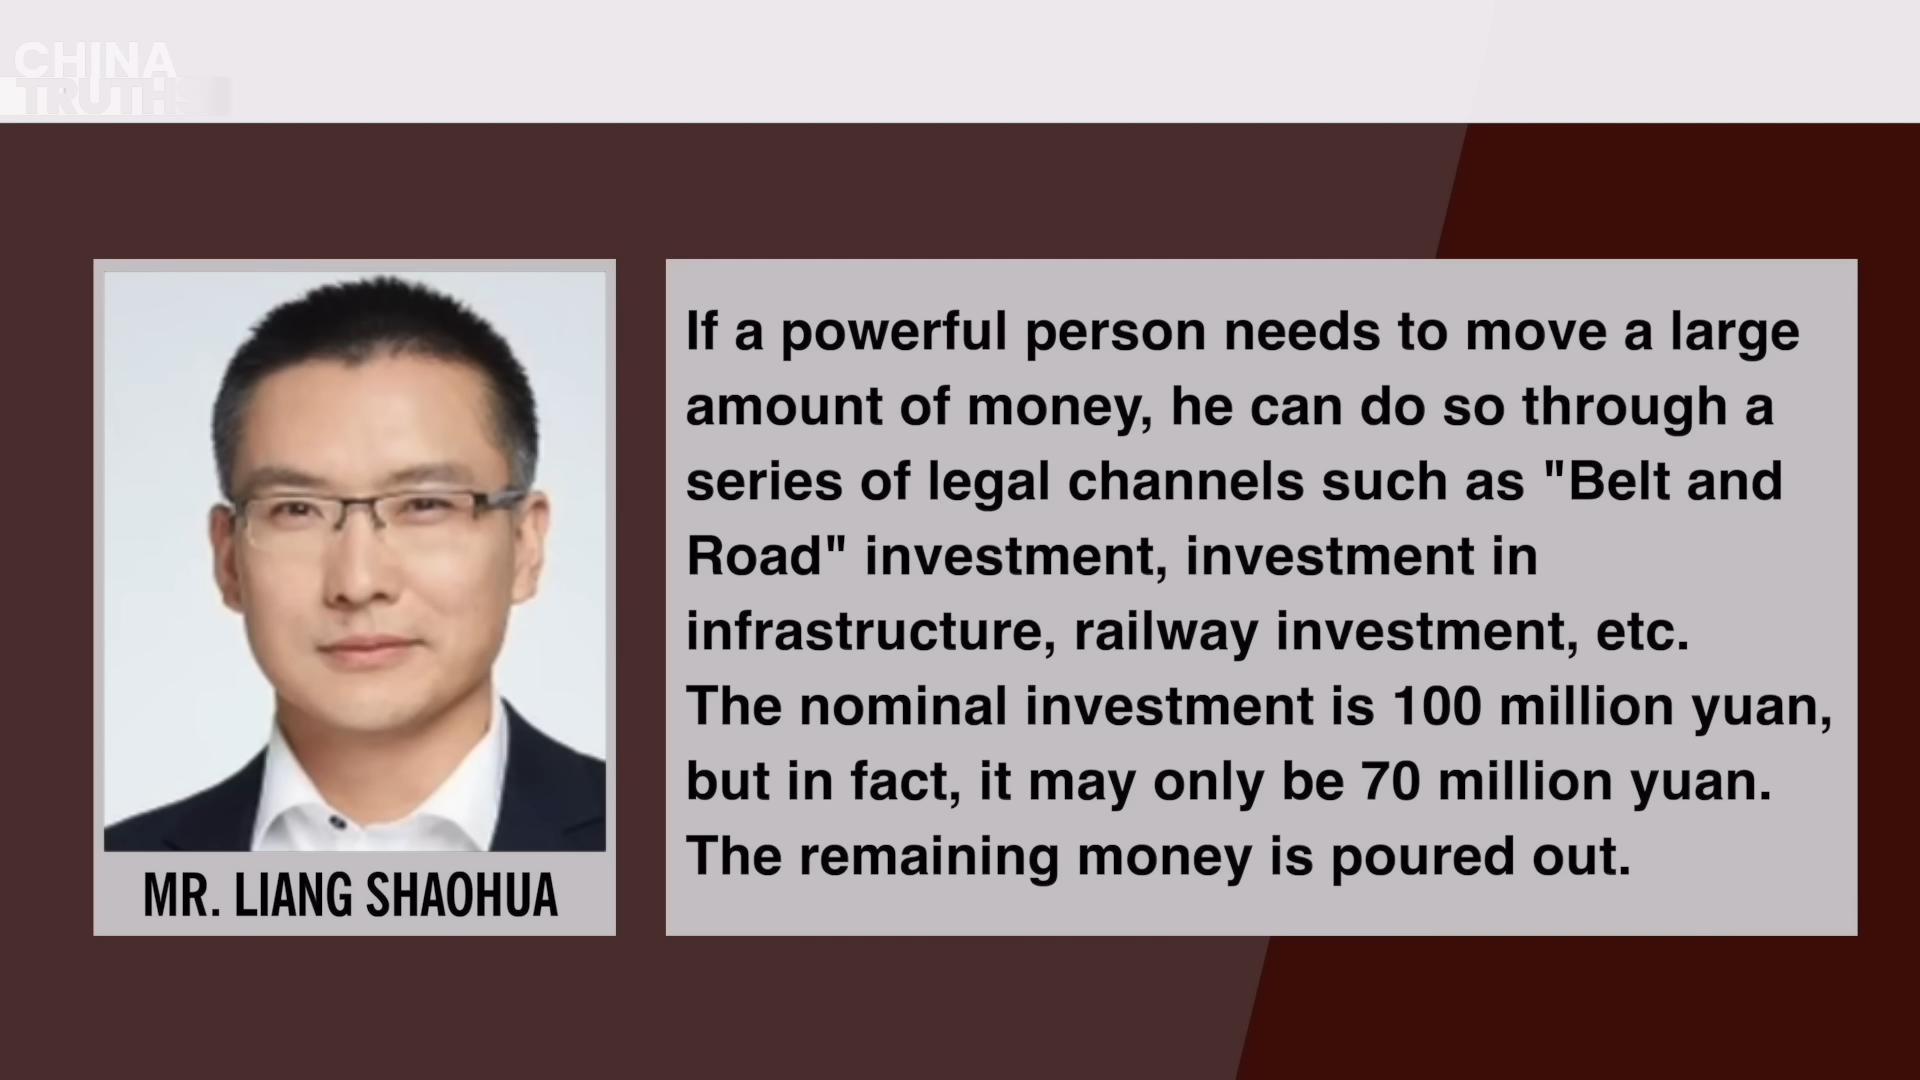 CHINA
TRUTHS
If a powerful person needs to move a large
amount of money, he can do so through a
series of legal channels such as "Belt and
Road" investment, investment in
infrastructure, railway investment, etc.
The nominal investment is 100 million yuan,
but in fact, it may only be 70 million yuan.
The remaining money is poured out.
MR. LIANG SHAOHUA